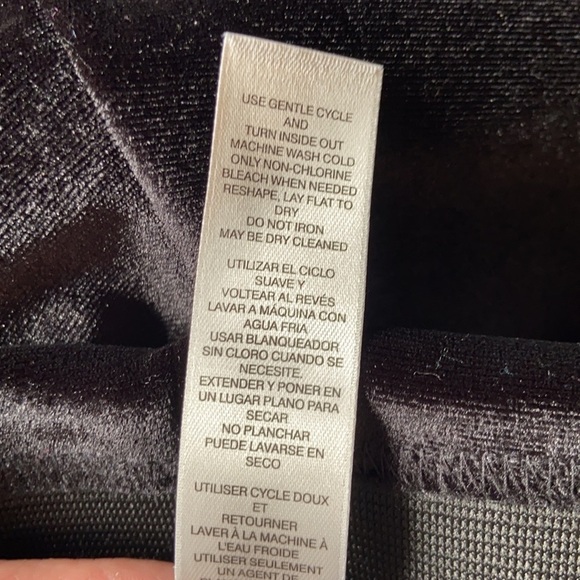 USE GENTLE CYCLE
AND
TURN INSIDE OUT
MACHINE WASH COLD
ONLY NON-CHLORINE
BLEACH WHEN NEEDED
RESHAPE, LAY FLAT TO
DRY
DO NOT IRON
MAY BE DRY CLEANED
UTILIZAR EL CICLO
SUAVE Y
VOLTEAR AL REVÉS
LAVAR A MÁQUINA CON
AGUA FRIA
USAR BLANQUEADOR
SIN CLORO CUANDO SE
NECESITE.
EXTENDER Y PONER EN
UN LUGAR PLANO PARA
SECAR
NO PLANCHAR
PUEDE LAVARSE EN
SECO
UTILISER CYCLE DOUX
ET
RETOURNER
LAVER À LA MACHINE À
L'EAU FROIDE
UTILISER SEULEMENT
UN AGENT DE